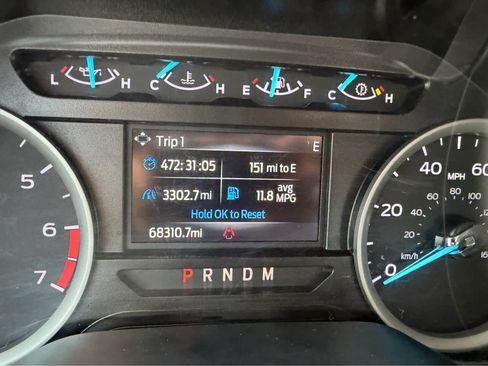 L H C H E F C H
Trip 1 E
472:31:05 151 mi to E
3302.7mi 11.8 avg MPG
Hold OK to Reset
68310.7mi
P R N D M
5
6
7
40 60
MPH
80
60
20 40
20
km/h
0 0